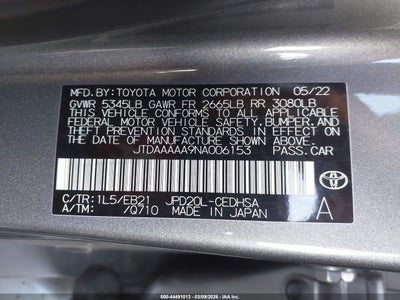 MFD.BY:TOYOTA MOTOR CORPORATION 05/22
GVWR 5345LB GAWR FR 2665LB RR 3080LB
THIS VEHICLE CONFORMS TO ALL APPLICABLE
FEDERAL MOTOR VEHICLE SAFETY,BUMPER,AND
THEFT PREVENTION STANDARDS IN EFFECT ON
THE DATE OF MANUFACTURE SHOWN ABOVE.
JTDAAAAA9NA006153 PASS.CAR
C/TR:1L5/EB21 JPD20L-CEDHSA
A/TM: /Q710 MADE IN JAPAN
A
TOYOTA
000-44491013 - 03/09/2026 - IAA